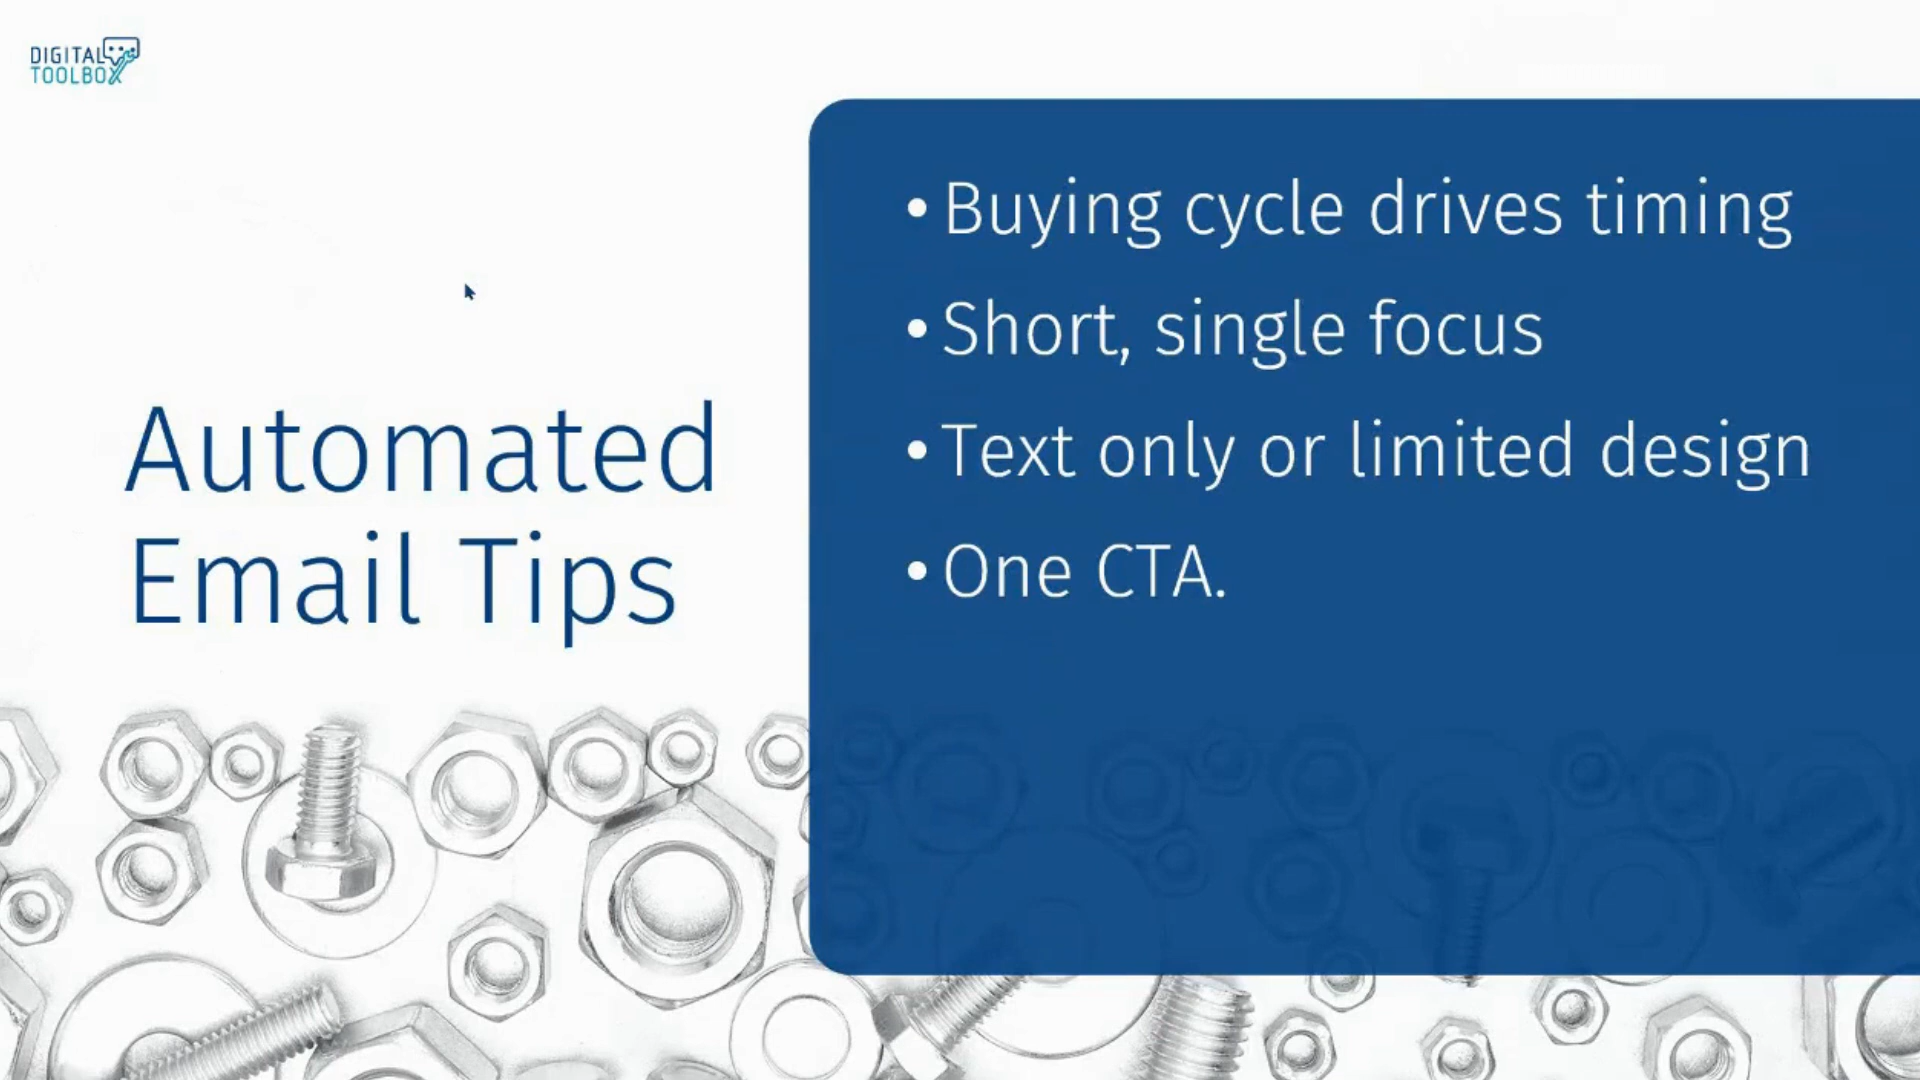 DIGITAL
TOOLBOX
Automated
Email Tips
• Buying cycle drives timing
• Short, single focus
• Text only or limited design
• One CTA.